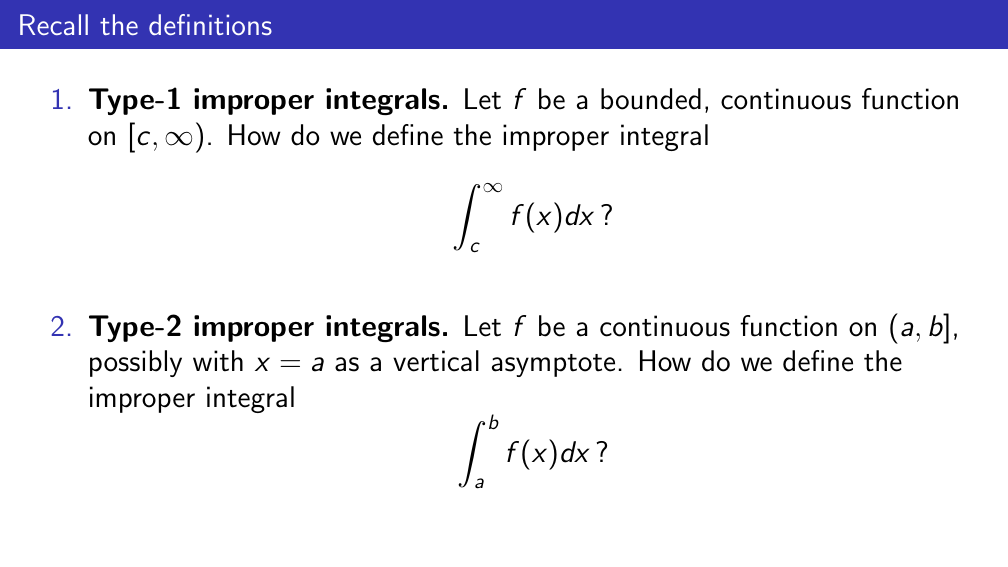 Recall the definitions
1. Type-1 improper integrals. Let f be a bounded, continuous function
on [c, ∞). How do we define the improper integral
∫_c^∞ f(x)dx ?
2. Type-2 improper integrals. Let f be a continuous function on (a, b],
possibly with x = a as a vertical asymptote. How do we define the
improper integral
∫_a^b f(x)dx ?